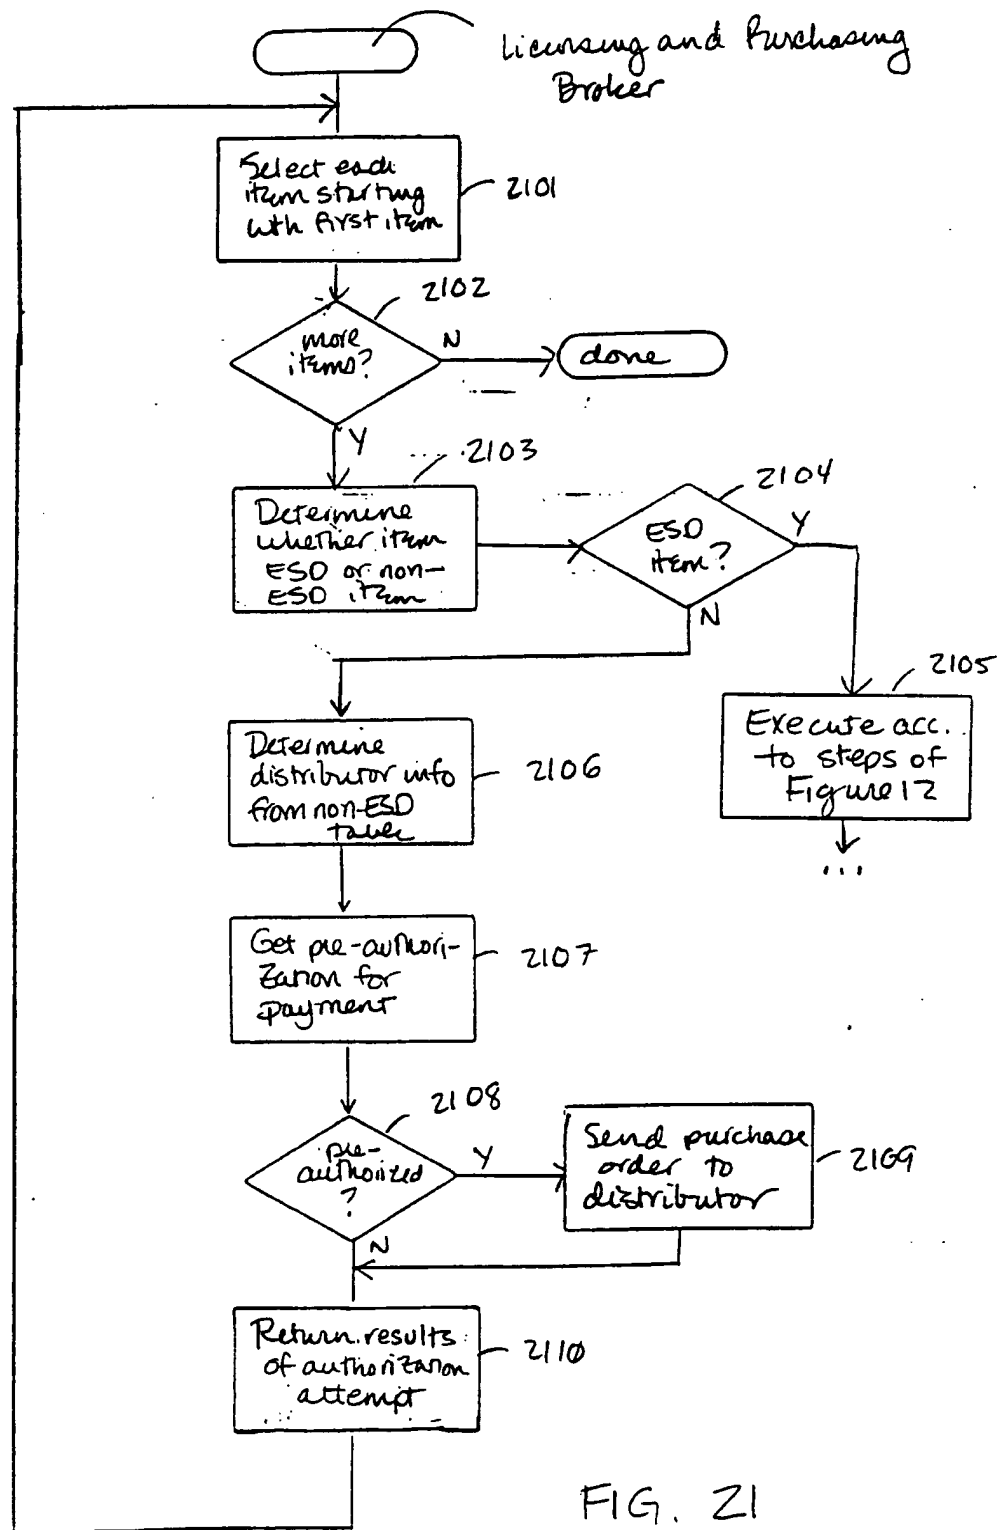 Licensing and Purchasing
Broker
Select each
item starting
with first item
2101
2102
more
items?
N
done
Y
2103
Determine
whether item
ESD or non-
ESD item
2104
ESD
item?
Y
N
2105
Execute acc.
to steps of
Figure 12
...
Determine
distributor info
from non-ESD
table
2106
Get pre-authori-
zation for
payment
2107
2108
pre-
authorized
?
Y
N
Send purchase
order to
distributor
2109
Return results
of authorization
attempt
2110
FIG. 21